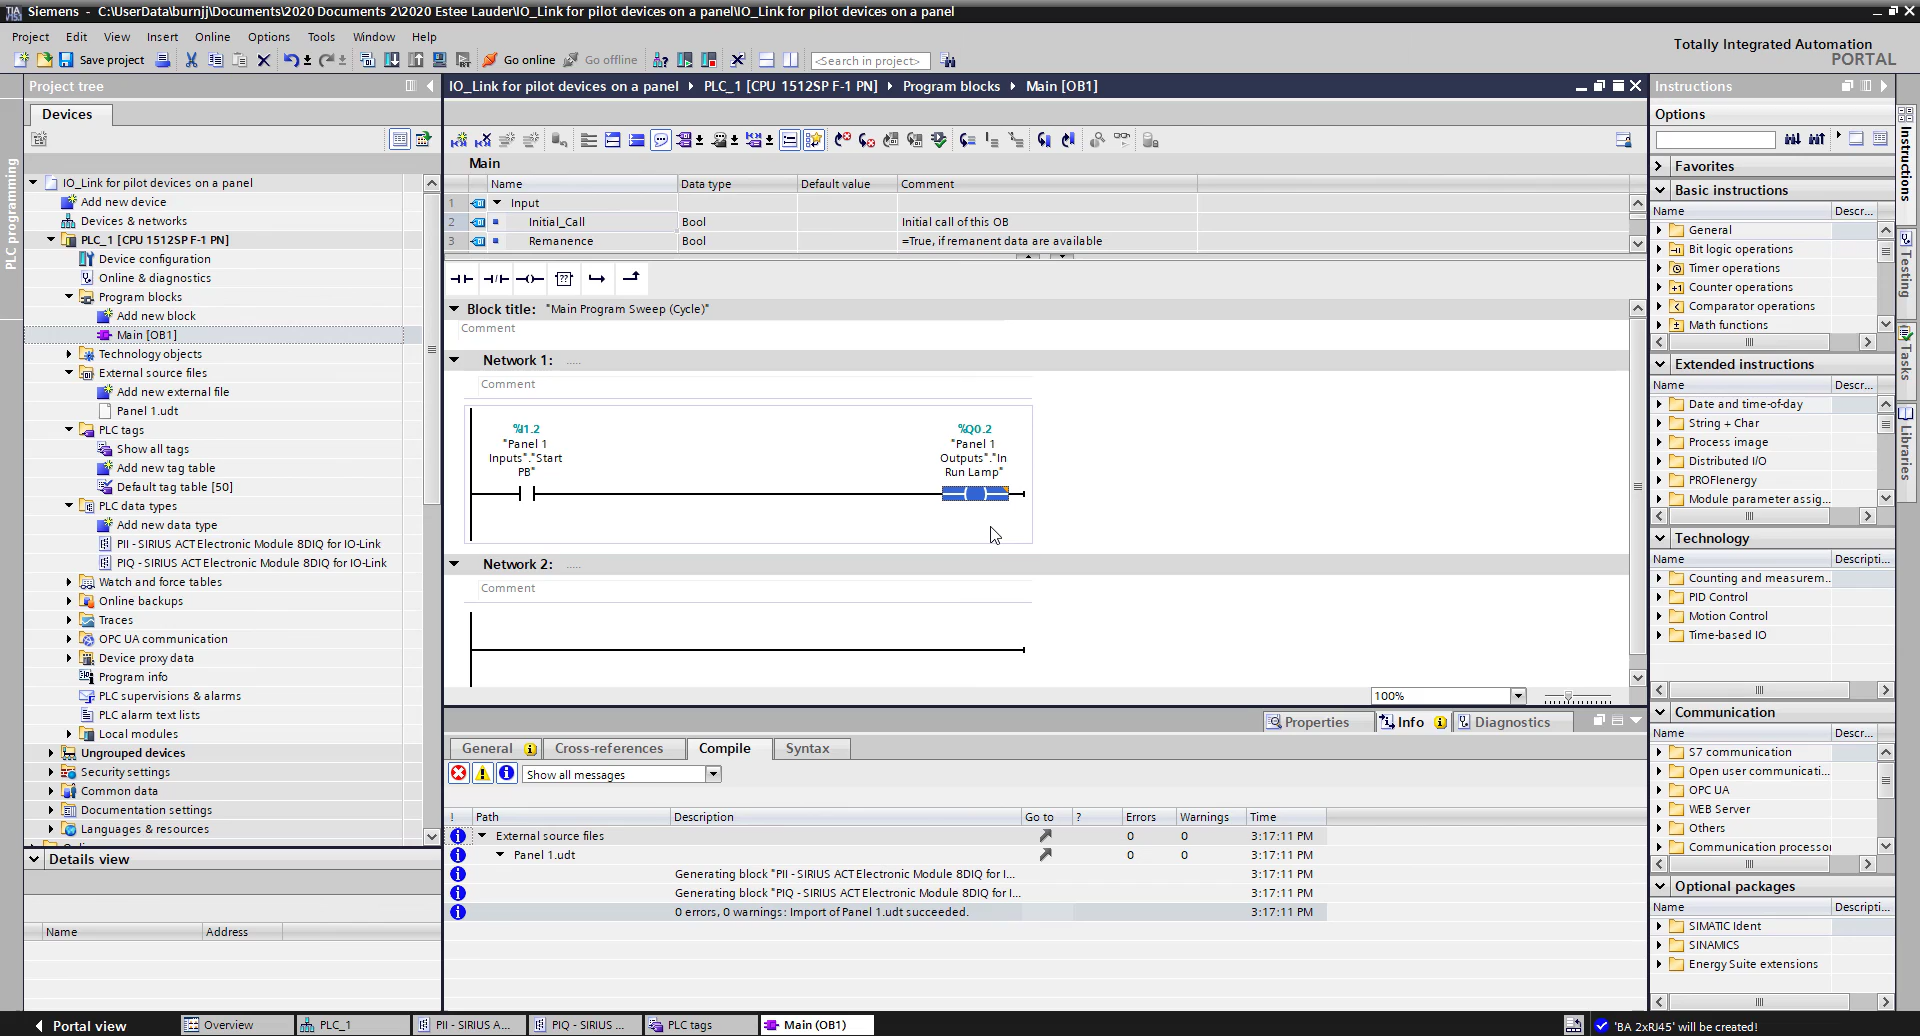 Siemens - C:\UserData\burnjj\Documents\2020 Documents 2\2020 Estee Lauder\IO_Link for pilot devices on a panel\IO_Link for pilot devices on a panel
Project Edit View Insert Online Options Tools Window Help
Totally Integrated Automation
PORTAL
Save project
Go online
Go offline
<Search in project>
Project tree
IO_Link for pilot devices on a panel PLC_1 [CPU 1512SP F-1 PN] Program blocks Main [OB1]
Instructions
Devices
Options
PLC programming
IO_Link for pilot devices on a panel
Add new device
Devices & networks
PLC_1 [CPU 1512SP F-1 PN]
Device configuration
Online & diagnostics
Program blocks
Add new block
Main [OB1]
Technology objects
External source files
Add new external file
Panel 1.udt
PLC tags
Show all tags
Add new tag table
Default tag table [50]
PLC data types
Add new data type
PII - SIRIUS ACT Electronic Module 8DIQ for IO-Link
PIQ - SIRIUS ACT Electronic Module 8DIQ for IO-Link
Watch and force tables
Online backups
Traces
OPC UA communication
Device proxy data
Program info
PLC supervisions & alarms
PLC alarm text lists
Local modules
Ungrouped devices
Security settings
Common data
Documentation settings
Languages & resources
Details view
Name Address
Main
Name Data type Default value Comment
1 Input
2 Initial_Call Bool Initial call of this OB
3 Remanence Bool =True, if remanent data are available
??
Block title: "Main Program Sweep (Cycle)"
Comment
Network 1: .....
Comment
%I1.2
"Panel 1
Inputs"."Start
PB"
%Q0.2
"Panel 1
Outputs"."In
Run Lamp"
Network 2: .....
Comment
100%
Properties Info Diagnostics
General Cross-references Compile Syntax
Show all messages
! Path Description Go to ? Errors Warnings Time
External source files 0 0 3:17:11 PM
Panel 1.udt 0 0 3:17:11 PM
Generating block "PII - SIRIUS ACT Electronic Module 8DIQ for I... 3:17:11 PM
Generating block "PIQ - SIRIUS ACT Electronic Module 8DIQ for I... 3:17:11 PM
0 errors, 0 warnings: Import of Panel 1.udt succeeded. 3:17:11 PM
Favorites
Basic instructions
Name Descr...
General
Bit logic operations
Timer operations
Counter operations
Comparator operations
Math functions
Extended instructions
Name Descr...
Date and time-of-day
String + Char
Process image
Distributed I/O
PROFIenergy
Module parameter assig...
Technology
Name Descripti...
Counting and measurem...
PID Control
Motion Control
Time-based IO
Communication
Name Descr...
S7 communication
Open user communicati...
OPC UA
WEB Server
Others
Communication processor
Optional packages
Name Descripti...
SIMATIC Ident
SINAMICS
Energy Suite extensions
Instructions
Testing
Tasks
Libraries
Portal view Overview PLC_1 PII - SIRIUS A... PIQ - SIRIUS ... PLC tags Main (OB1) 'BA 2xRJ45' will be created!